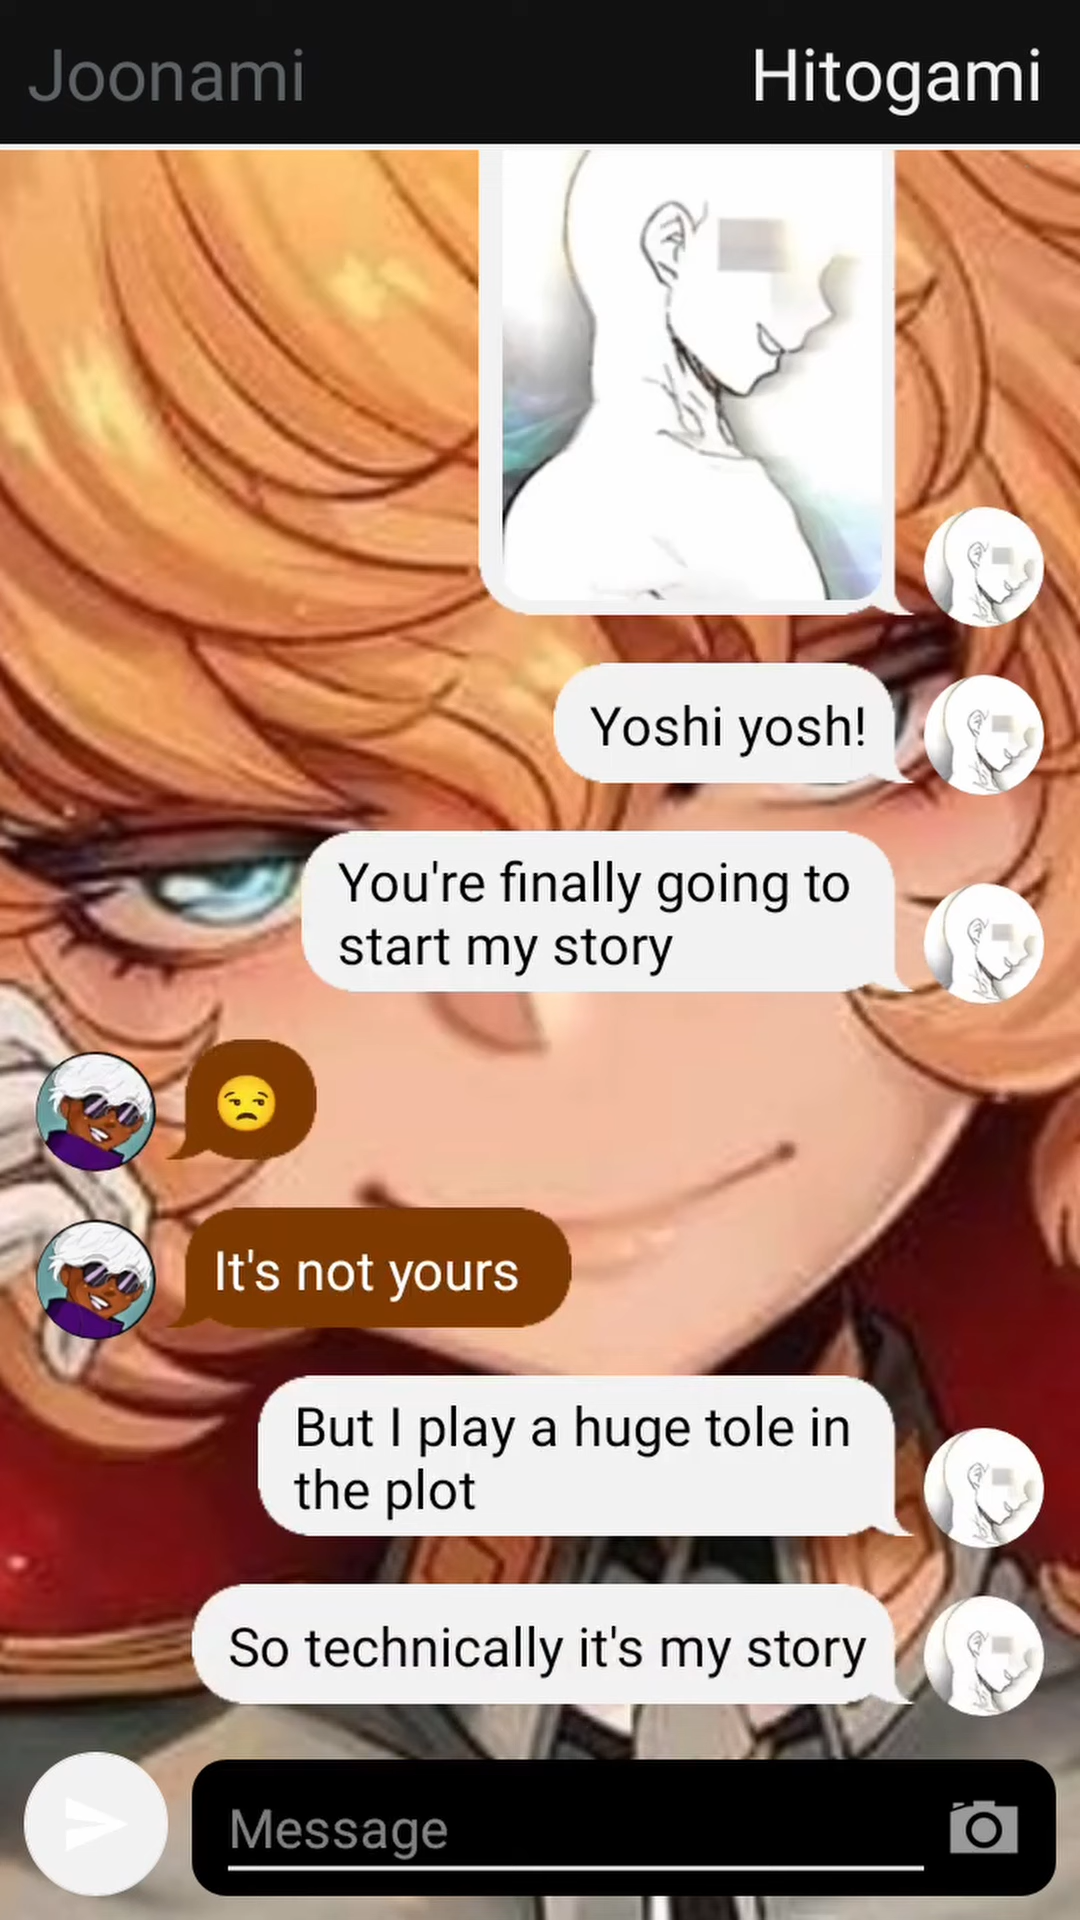 Joonami
Hitogami
Yoshi yosh!
You're finally going to
start my story
😒
It's not yours
But I play a huge tole in
the plot
So technically it's my story
Message